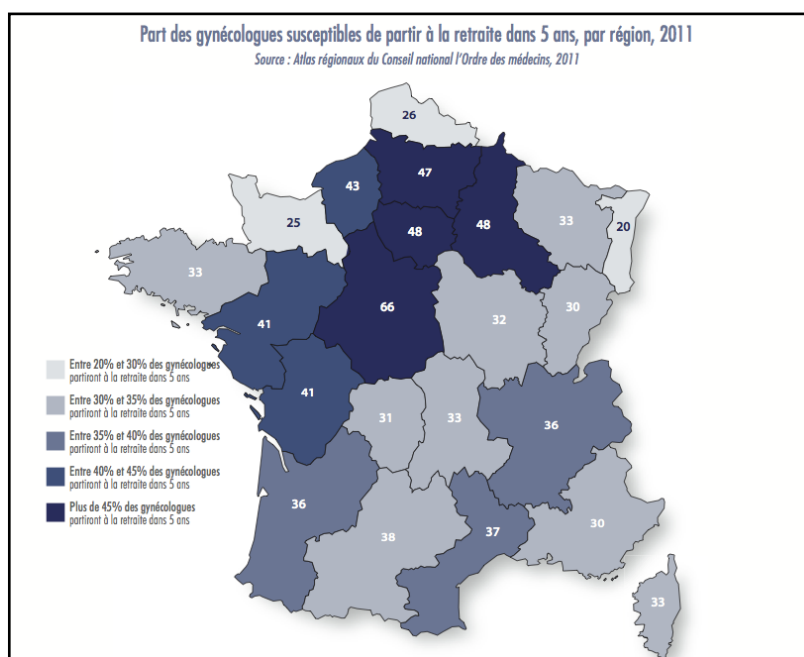 Part des gynécologues susceptibles de partir à la retraite dans 5 ans, par région, 2011
Source : Atlas régionaux du Conseil national l'Ordre des médecins, 2011
26
47
43
25
48
48
33
20
33
66
41
32
30
Entre 20% et 30% des gynécologues
partiront à la retraite dans 5 ans
Entre 30% et 35% des gynécologues
partiront à la retraite dans 5 ans
Entre 35% et 40% des gynécologues
partiront à la retraite dans 5 ans
Entre 40% et 45% des gynécologues
partiront à la retraite dans 5 ans
Plus de 45% des gynécologues
partiront à la retraite dans 5 ans
41
31
33
36
36
38
37
30
33